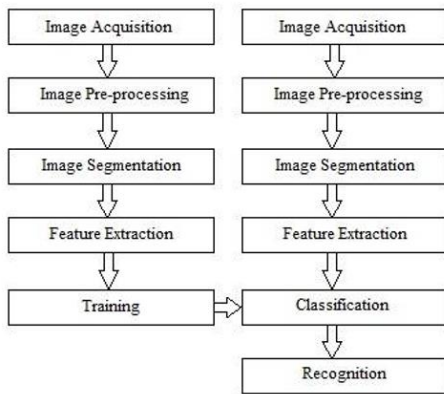 Image Acquisition
Image Pre-processing
Image Segmentation
Feature Extraction
Training
Image Acquisition
Image Pre-processing
Image Segmentation
Feature Extraction
Classification
Recognition